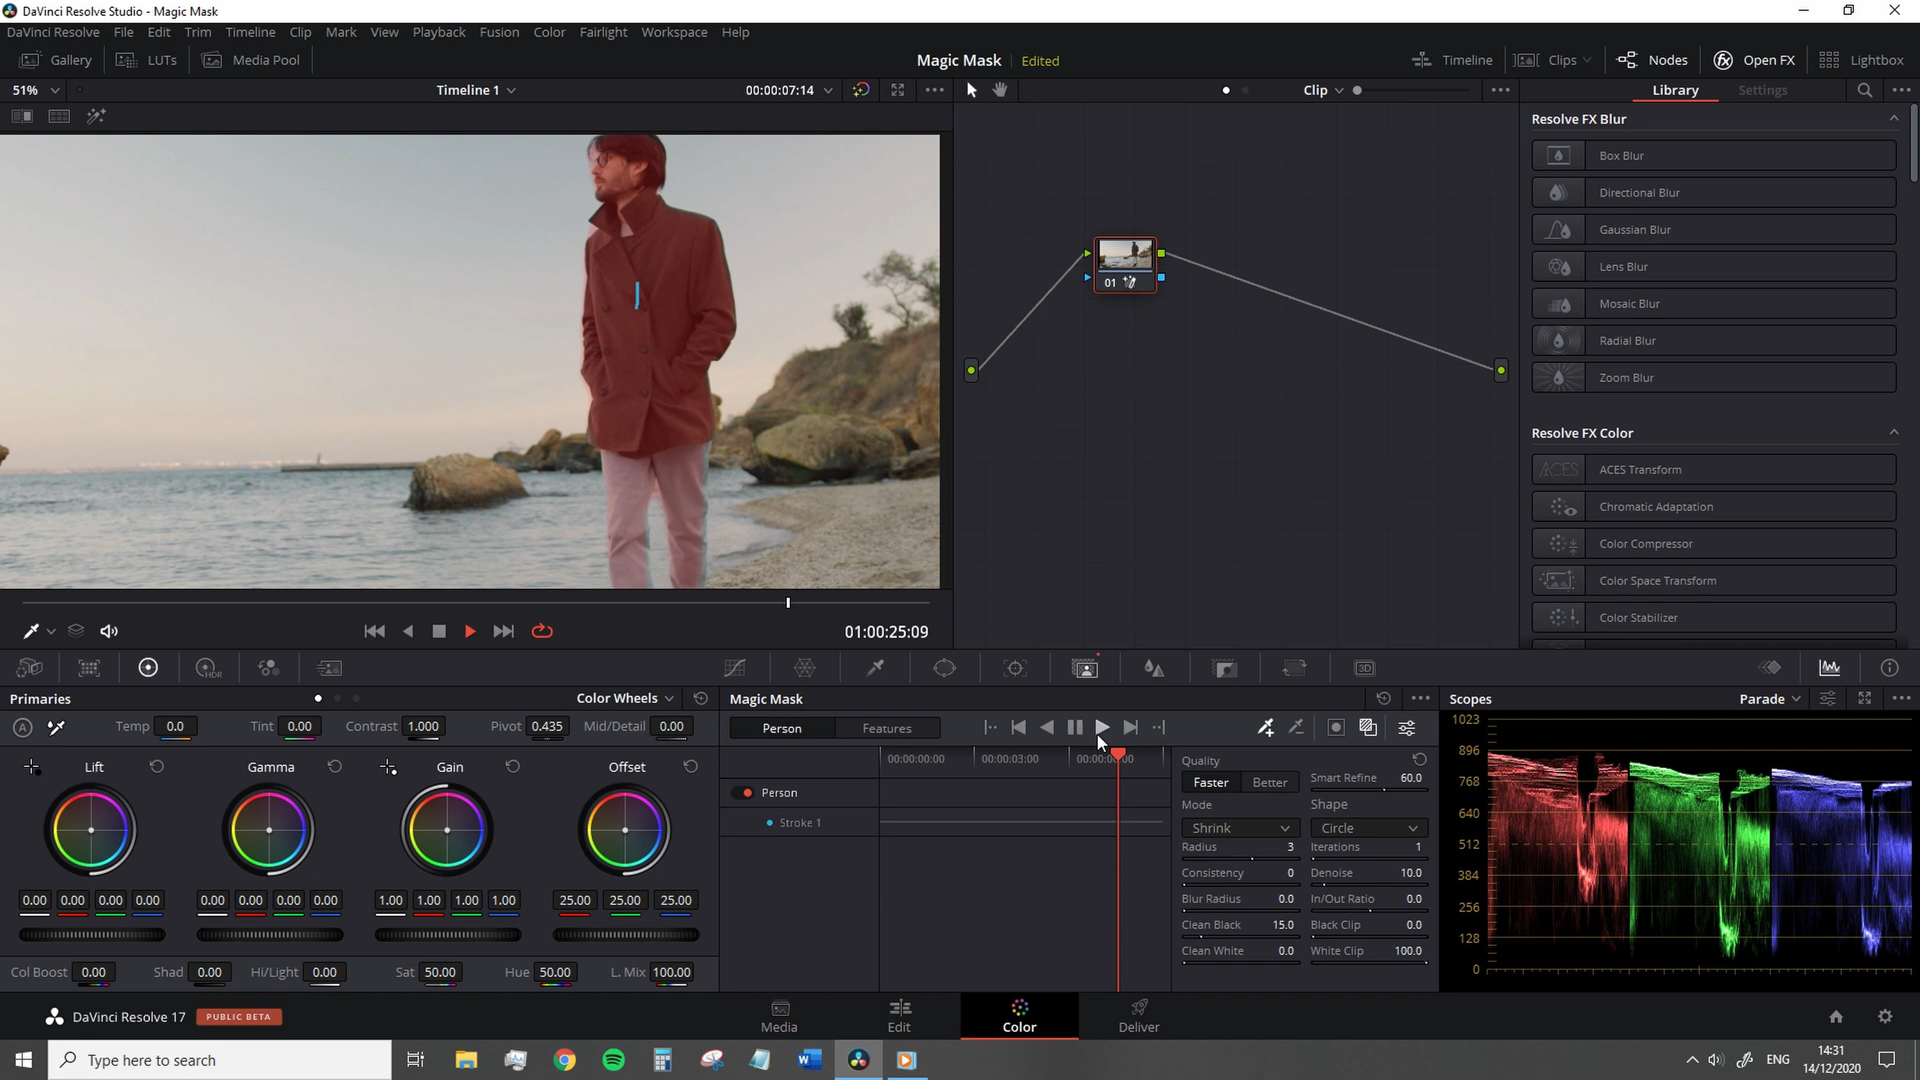 DaVinci Resolve Studio - Magic Mask
DaVinci Resolve File Edit Trim Timeline Clip Mark View Playback Fusion Color Fairlight Workspace Help
Gallery LUTs Media Pool Magic Mask Edited Timeline Clips Nodes Open FX Lightbox
51% Timeline 1 00:00:07:14 Clip Library Settings
Resolve FX Blur
Box Blur
Directional Blur
Gaussian Blur
Lens Blur
Mosaic Blur
Radial Blur
Zoom Blur
01
Resolve FX Color
ACES ACES Transform
Chromatic Adaptation
Color Compressor
Color Space Transform
Color Stabilizer
01:00:25:09
HDR 3D
Primaries Color Wheels Magic Mask Scopes Parade
A Temp 0.0 Tint 0.00 Contrast 1.000 Pivot 0.435 Mid/Detail 0.00
Person Features
Lift Gamma Gain Offset
00:00:00:00 00:00:03:00
Person
Stroke 1
Quality
Faster Better Smart Refine 60.0
Mode Shape
Shrink Circle
Radius 3 Iterations 1
Consistency 0 Denoise 10.0
Blur Radius 0.0 In/Out Ratio 0.0
Clean Black 15.0 Black Clip 0.0
Clean White 0.0 White Clip 100.0
1023
896
768
640
512
384
256
128
0
0.00 0.00 0.00 0.00 0.00 0.00 0.00 0.00 1.00 1.00 1.00 1.00 25.00 25.00 25.00
Col Boost 0.00 Shad 0.00 Hi/Light 0.00 Sat 50.00 Hue 50.00 L. Mix 100.00
DaVinci Resolve 17 PUBLIC BETA
Media Edit Color Deliver
Type here to search
ENG
14:31
14/12/2020